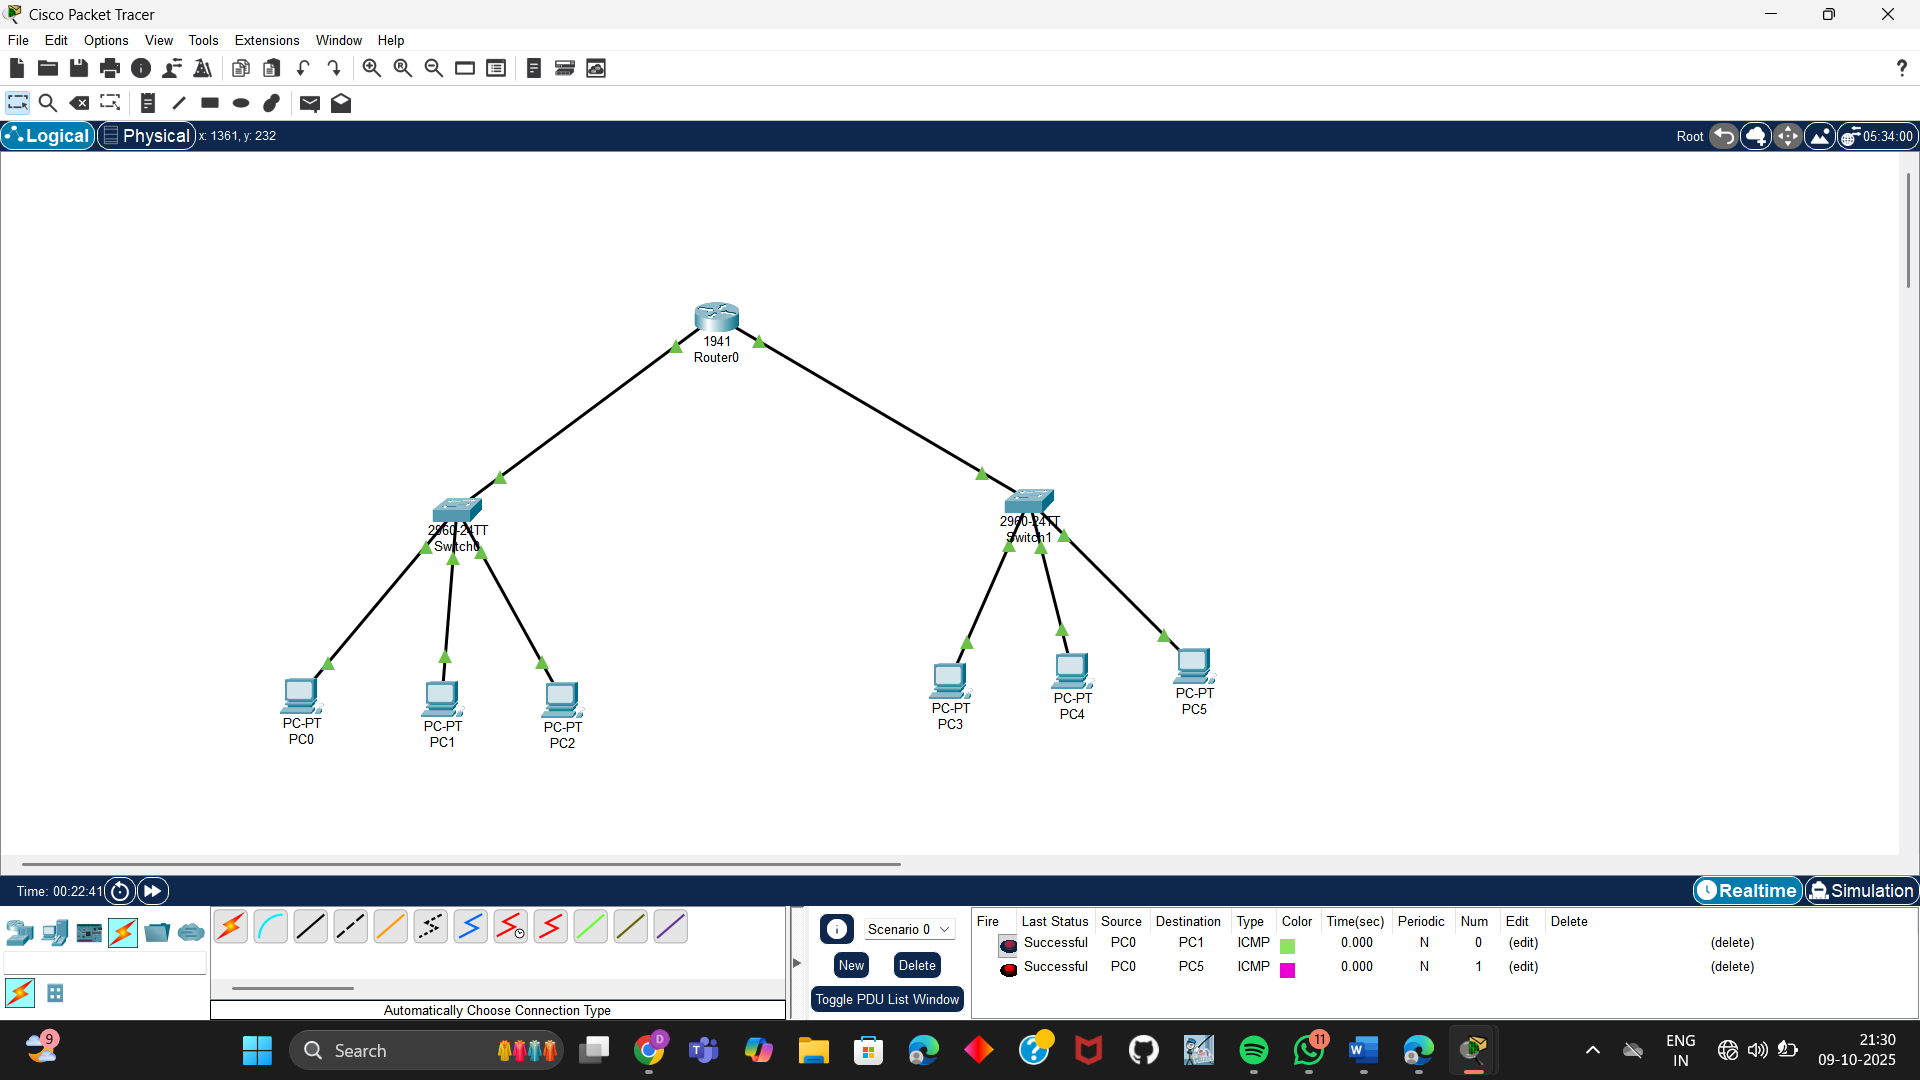 Cisco Packet Tracer
File Edit Options View Tools Extensions Window Help
?
Logical Physical x: 1361, y: 232 Root 05:34:00
1941
Router0
2960-24TT
Switch0
2960-24TT
Switch1
PC-PT
PC0
PC-PT
PC1
PC-PT
PC2
PC-PT
PC3
PC-PT
PC4
PC-PT
PC5
Time: 00:22:41 Realtime Simulation
Automatically Choose Connection Type
Scenario 0
New Delete
Toggle PDU List Window
Fire Last Status Source Destination Type Color Time(sec) Periodic Num Edit Delete
Successful PC0 PC1 ICMP 0.000 N 0 (edit) (delete)
Successful PC0 PC5 ICMP 0.000 N 1 (edit) (delete)
9
Search
D
11
ENG
IN
21:30
09-10-2025